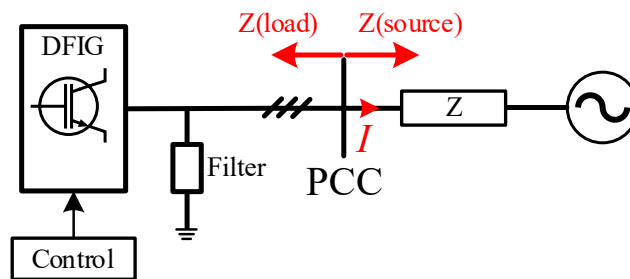 Z(load)
Z(source)
DFIG
Z
I
Filter
PCC
Control